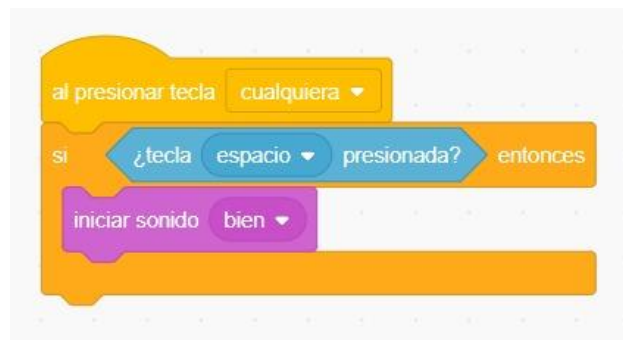 al presionar tecla cualquiera
si ¿tecla espacio presionada? entonces
iniciar sonido bien